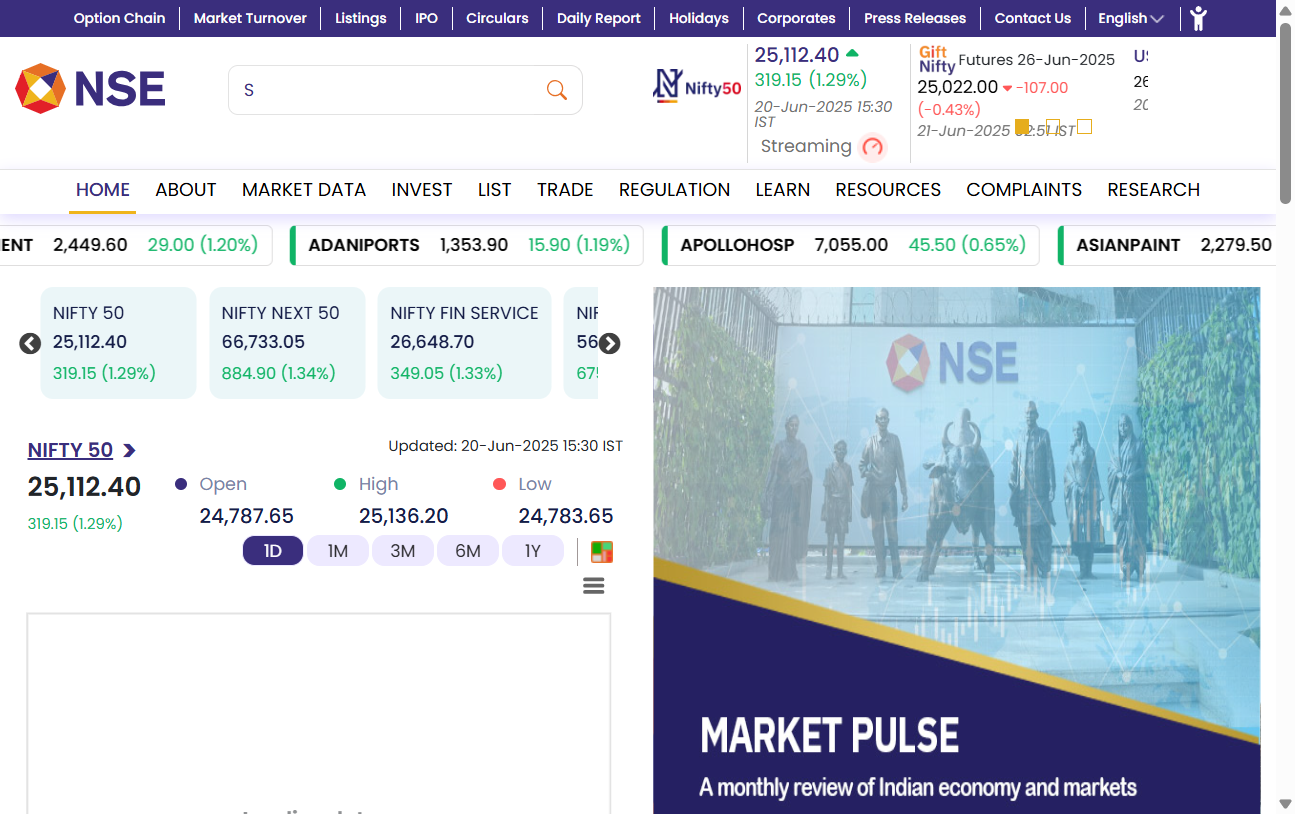 Option Chain
Market Turnover
Listings
IPO
Circulars
Daily Report
Holidays
Corporates
Press Releases
Contact Us
English
NSE
S
Nifty50
25,112.40
319.15 (1.29%)
20-Jun-2025 15:30
IST
Streaming
Gift
Nifty Futures 26-Jun-2025
25,022.00 -107.00
(-0.43%)
21-Jun-2025 02:51 IST
HOME
ABOUT
MARKET DATA
INVEST
LIST
TRADE
REGULATION
LEARN
RESOURCES
COMPLAINTS
RESEARCH
2,449.60 29.00 (1.20%)
ADANIPORTS 1,353.90 15.90 (1.19%)
APOLLOHOSP 7,055.00 45.50 (0.65%)
ASIANPAINT 2,279.50
NIFTY 50
25,112.40
319.15 (1.29%)
NIFTY NEXT 50
66,733.05
884.90 (1.34%)
NIFTY FIN SERVICE
26,648.70
349.05 (1.33%)
NIFTY 50
Updated: 20-Jun-2025 15:30 IST
25,112.40
319.15 (1.29%)
Open
24,787.65
High
25,136.20
Low
24,783.65
1D
1M
3M
6M
1Y
NSE
MARKET PULSE
A monthly review of Indian economy and markets